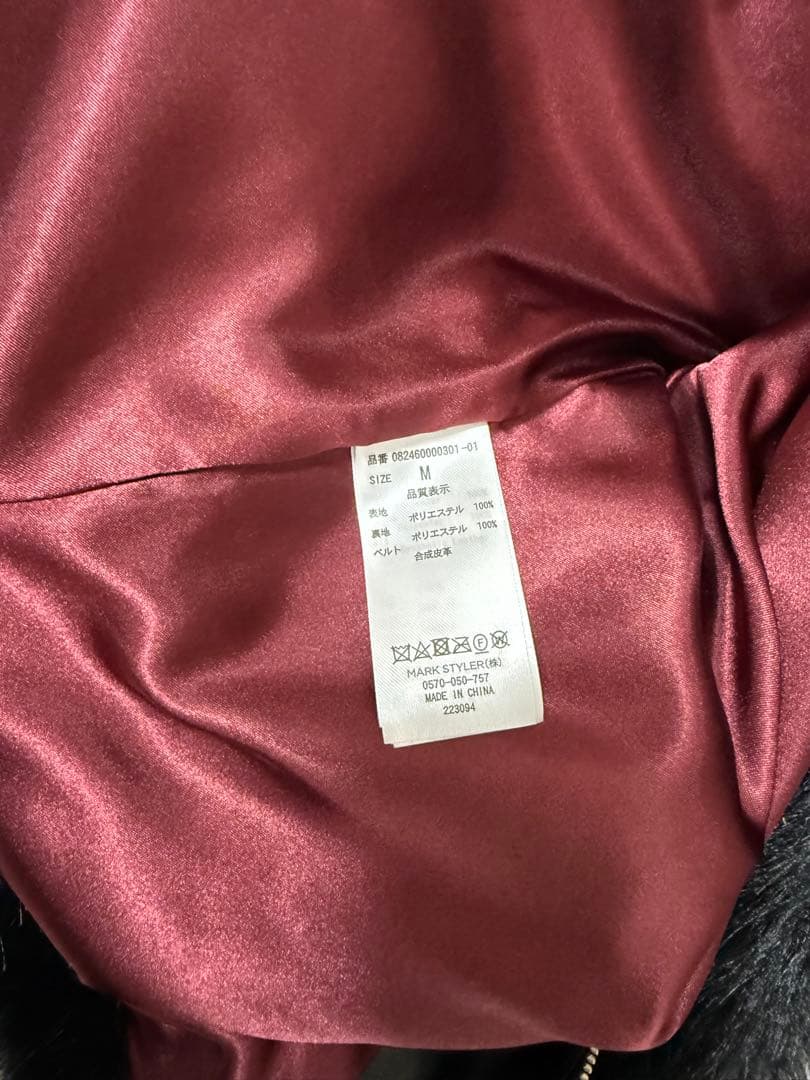 品番 082460000301-01
SIZE M
品質表示
表地 ポリエステル 100%
裏地 ポリエステル 100%
ベルト 合成皮革
MARK STYLER(株)
0570-050-757
MADE IN CHINA
223094